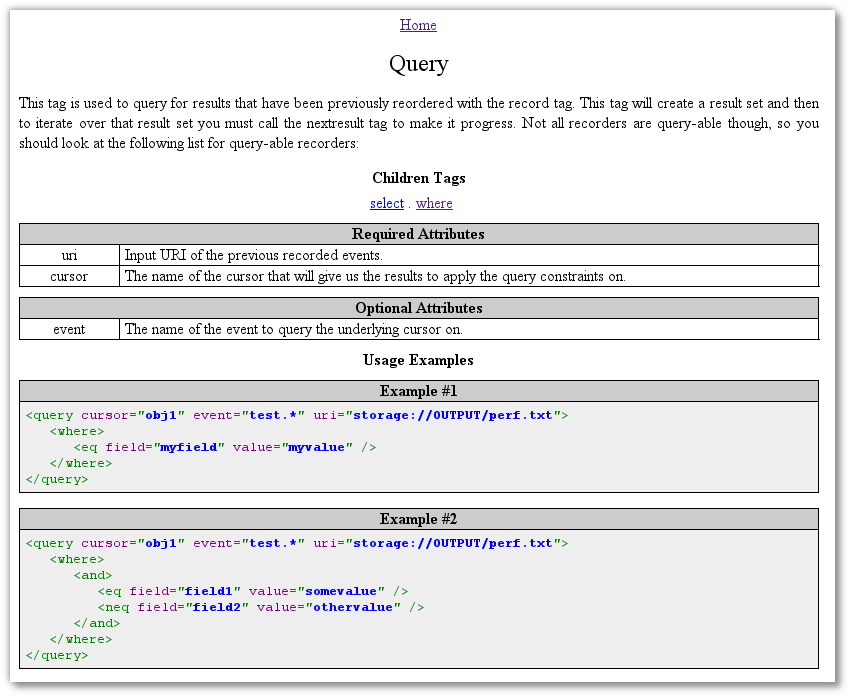 Home
Query
This tag is used to query for results that have been previously reordered with the record tag. This tag will create a result set and then
to iterate over that result set you must call the nextresult tag to make it progress. Not all recorders are query-able though, so you
should look at the following list for query-able recorders:
Children Tags
select . where
Required Attributes
uri Input URI of the previous recorded events.
cursor The name of the cursor that will give us the results to apply the query constraints on.
Optional Attributes
event The name of the event to query the underlying cursor on.
Usage Examples
Example #1
<query cursor="obj1" event="test.*" uri="storage://OUTPUT/perf.txt">
   <where>
      <eq field="myfield" value="myvalue" />
   </where>
</query>
Example #2
<query cursor="obj1" event="test.*" uri="storage://OUTPUT/perf.txt">
   <where>
      <and>
         <eq field="field1" value="somevalue" />
         <neq field="field2" value="othervalue" />
      </and>
   </where>
</query>